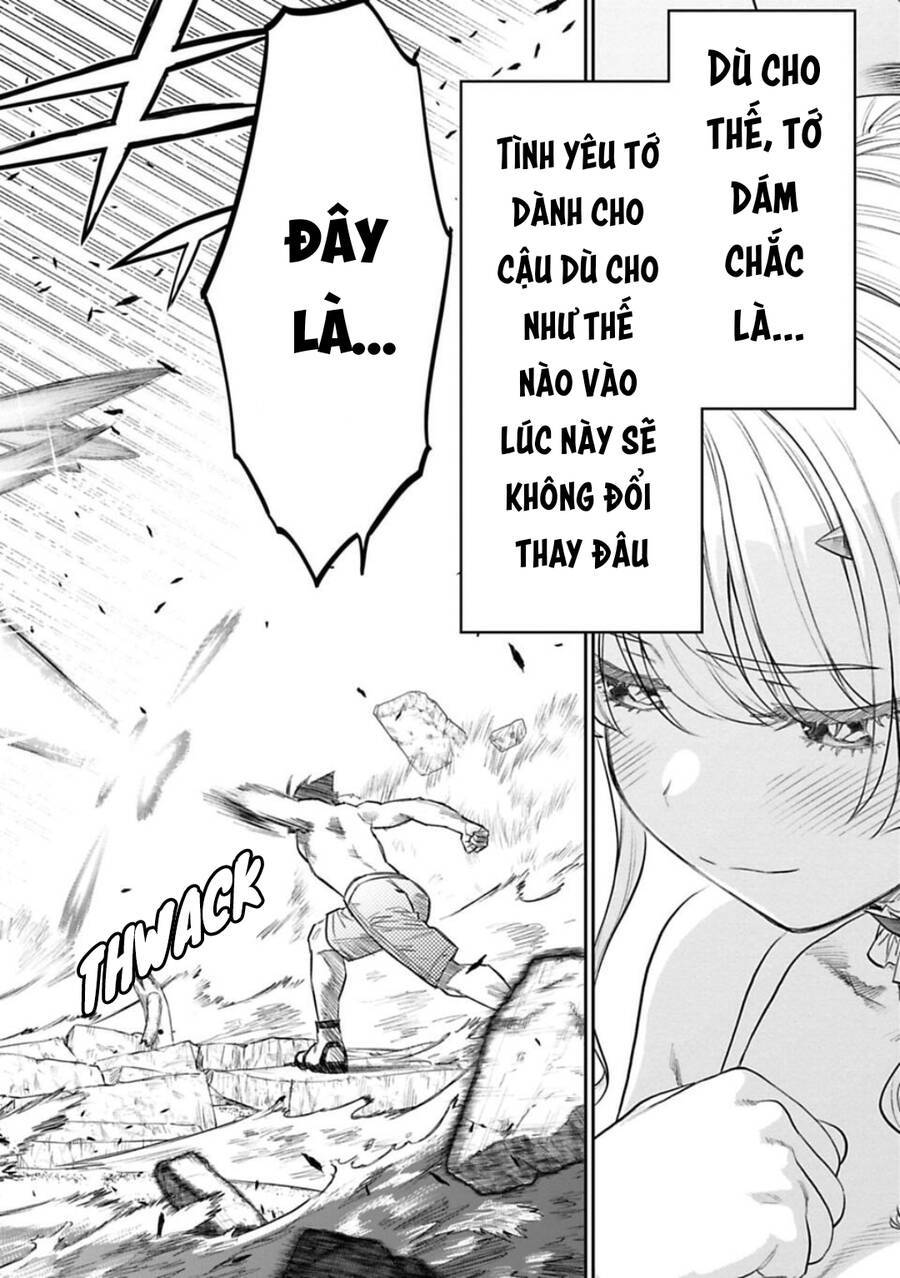 DÙ CHO
THẾ, TỚ
DÁM
CHẮC
LÀ...
TÌNH YÊU TỚ
DÀNH CHO
CẬU DÙ CHO
NHƯ THẾ
NÀO VÀO
LÚC NÀY SẼ
KHÔNG ĐỔI
THAY ĐÂU
ĐÂY
LÀ...
THWACK